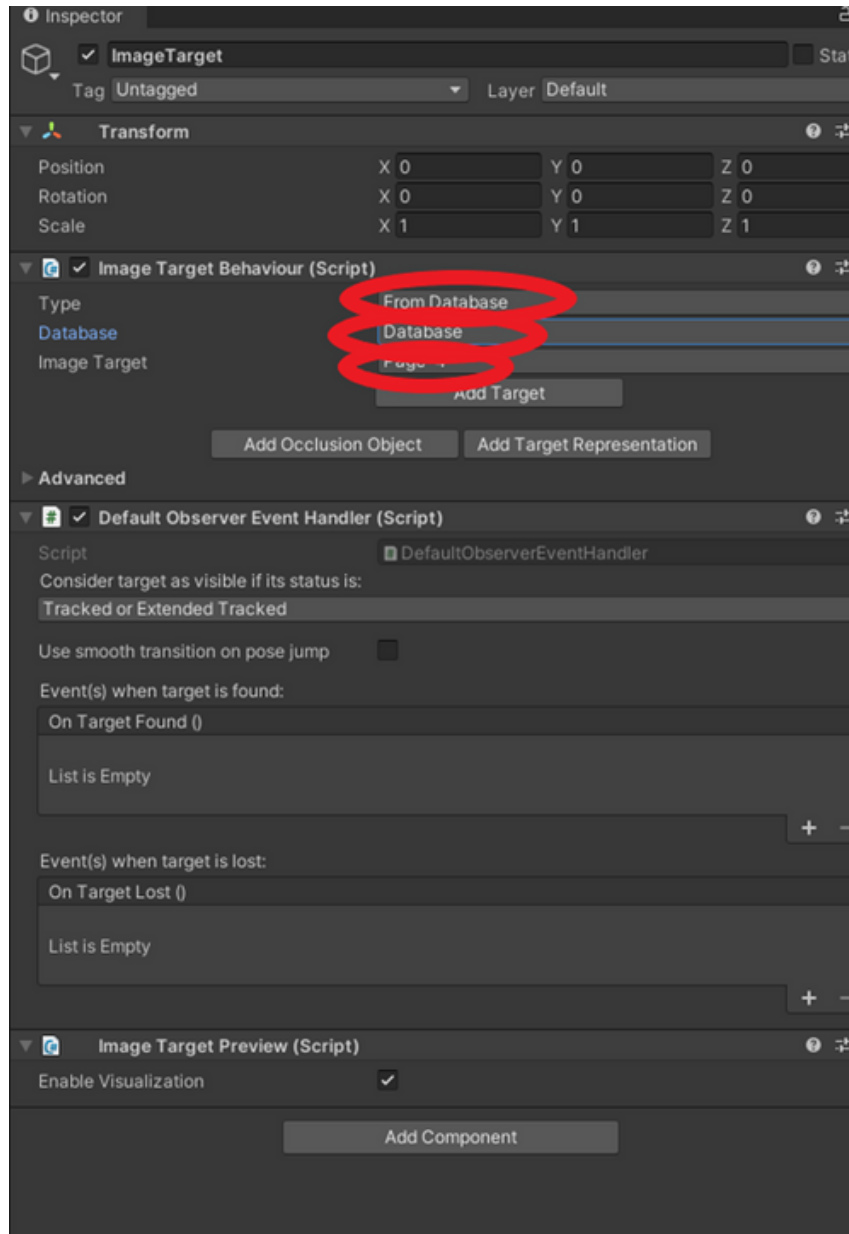 Inspector
ImageTarget Stat
Tag Untagged Layer Default
Transform
Position X 0 Y 0 Z 0
Rotation X 0 Y 0 Z 0
Scale X 1 Y 1 Z 1
Image Target Behaviour (Script)
Type From Database
Database Database
Image Target
Add Target
Add Occlusion Object Add Target Representation
Advanced
Default Observer Event Handler (Script)
Script DefaultObserverEventHandler
Consider target as visible if its status is:
Tracked or Extended Tracked
Use smooth transition on pose jump
Event(s) when target is found:
On Target Found ()
List is Empty
+ −
Event(s) when target is lost:
On Target Lost ()
List is Empty
+ −
Image Target Preview (Script)
Enable Visualization
Add Component